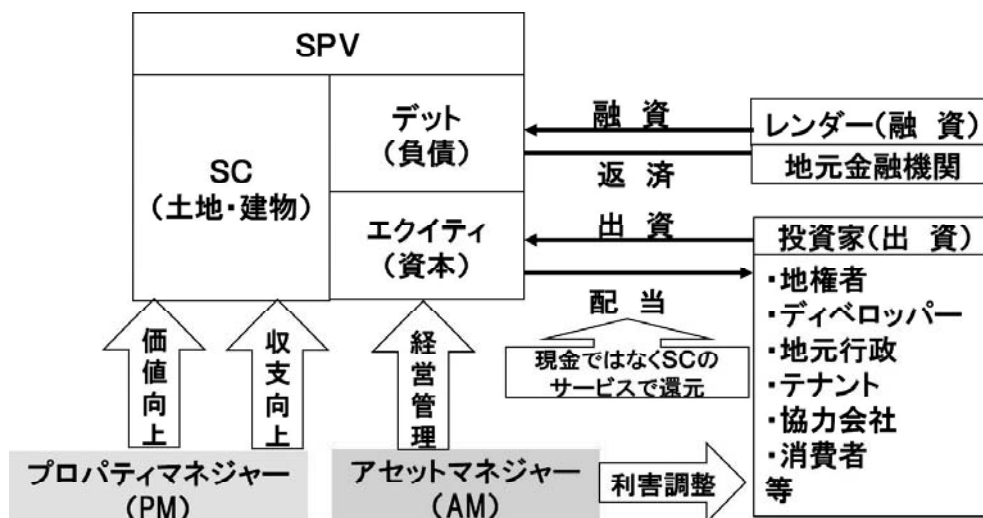 SPV
SC
(土地・建物)
デット
(負債)
エクイティ
(資本)
融 資
返 済
出 資
配 当
現金ではなくSCの
サービスで還元
レンダー(融 資)
地元金融機関
投資家(出 資)
・地権者
・ディベロッパー
・地元行政
・テナント
・協力会社
・消費者
等
価値向上
収支向上
経営管理
プロパティマネジャー
(PM)
アセットマネジャー
(AM)
利害調整